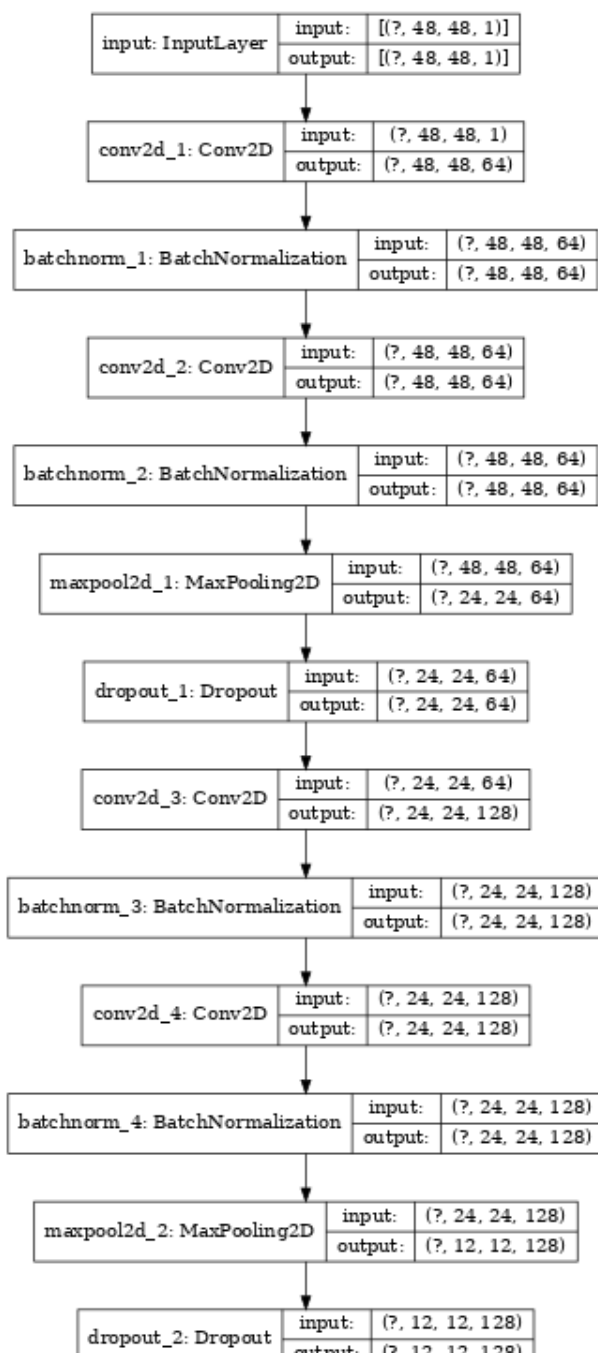 input: InputLayer
input: [(?, 48, 48, 1)]
output: [(?, 48, 48, 1)]
conv2d_1: Conv2D
input: (?, 48, 48, 1)
output: (?, 48, 48, 64)
batchnorm_1: BatchNormalization
input: (?, 48, 48, 64)
output: (?, 48, 48, 64)
conv2d_2: Conv2D
input: (?, 48, 48, 64)
output: (?, 48, 48, 64)
batchnorm_2: BatchNormalization
input: (?, 48, 48, 64)
output: (?, 48, 48, 64)
maxpool2d_1: MaxPooling2D
input: (?, 48, 48, 64)
output: (?, 24, 24, 64)
dropout_1: Dropout
input: (?, 24, 24, 64)
output: (?, 24, 24, 64)
conv2d_3: Conv2D
input: (?, 24, 24, 64)
output: (?, 24, 24, 128)
batchnorm_3: BatchNormalization
input: (?, 24, 24, 128)
output: (?, 24, 24, 128)
conv2d_4: Conv2D
input: (?, 24, 24, 128)
output: (?, 24, 24, 128)
batchnorm_4: BatchNormalization
input: (?, 24, 24, 128)
output: (?, 24, 24, 128)
maxpool2d_2: MaxPooling2D
input: (?, 24, 24, 128)
output: (?, 12, 12, 128)
dropout_2: Dropout
input: (?, 12, 12, 128)
output: (?, 12, 12, 128)